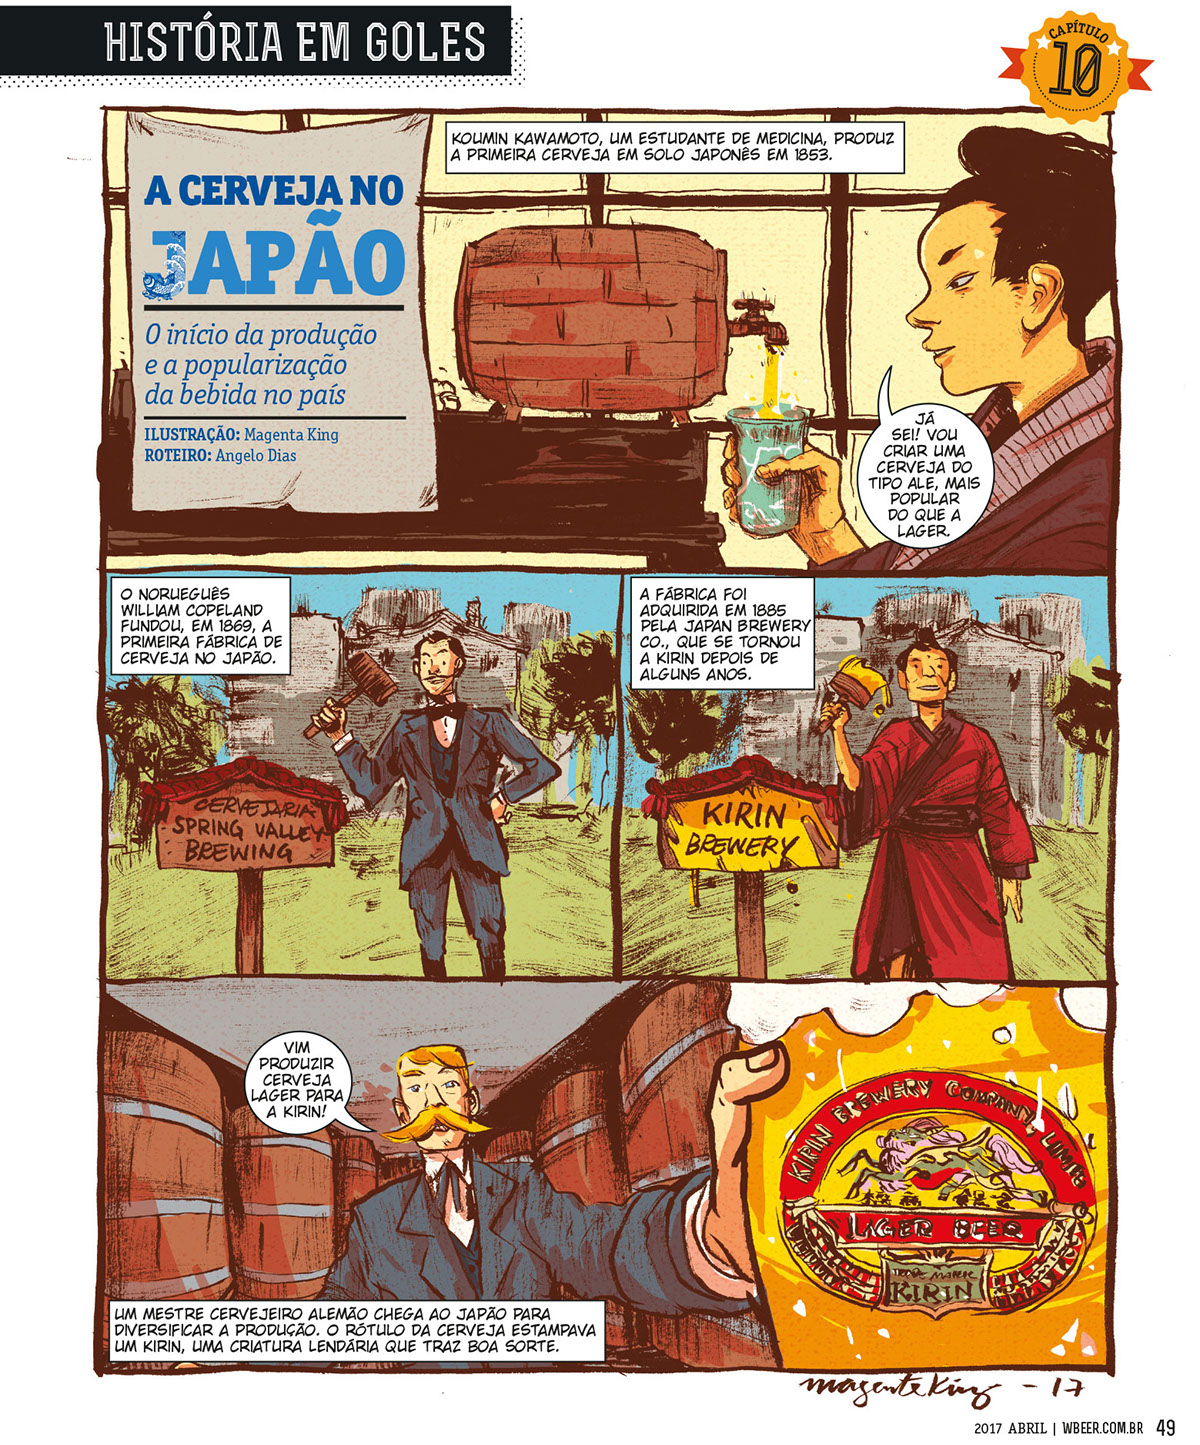 HISTÓRIA EM GOLES
CAPÍTULO
10
A CERVEJA NO
JAPÃO
O início da produção
e a popularização
da bebida no país
ILUSTRAÇÃO: Magenta King
ROTEIRO: Angelo Dias
KOUMIN KAWAMOTO, UM ESTUDANTE DE MEDICINA, PRODUZ
A PRIMEIRA CERVEJA EM SOLO JAPONÊS EM 1853.
JÁ
SEI! VOU
CRIAR UMA
CERVEJA DO
TIPO ALE, MAIS
POPULAR
DO QUE A
LAGER.
O NORUEGUÊS
WILLIAM COPELAND
FUNDOU, EM 1869, A
PRIMEIRA FÁBRICA DE
CERVEJA NO JAPÃO.
CERVEJARIA
SPRING VALLEY
BREWING
A FÁBRICA FOI
ADQUIRIDA EM 1885
PELA JAPAN BREWERY
CO., QUE SE TORNOU
A KIRIN DEPOIS DE
ALGUNS ANOS.
KIRIN
BREWERY
VIM
PRODUZIR
CERVEJA
LAGER PARA
A KIRIN!
KIRIN BREWERY COMPANY, LIMITED
LAGER BEER
TRADE MARK
KIRIN
UM MESTRE CERVEJEIRO ALEMÃO CHEGA AO JAPÃO PARA
DIVERSIFICAR A PRODUÇÃO. O RÓTULO DA CERVEJA ESTAMPAVA
UM KIRIN, UMA CRIATURA LENDÁRIA QUE TRAZ BOA SORTE.
Magenta King - 17
2017 ABRIL | WBEER.COM.BR 49